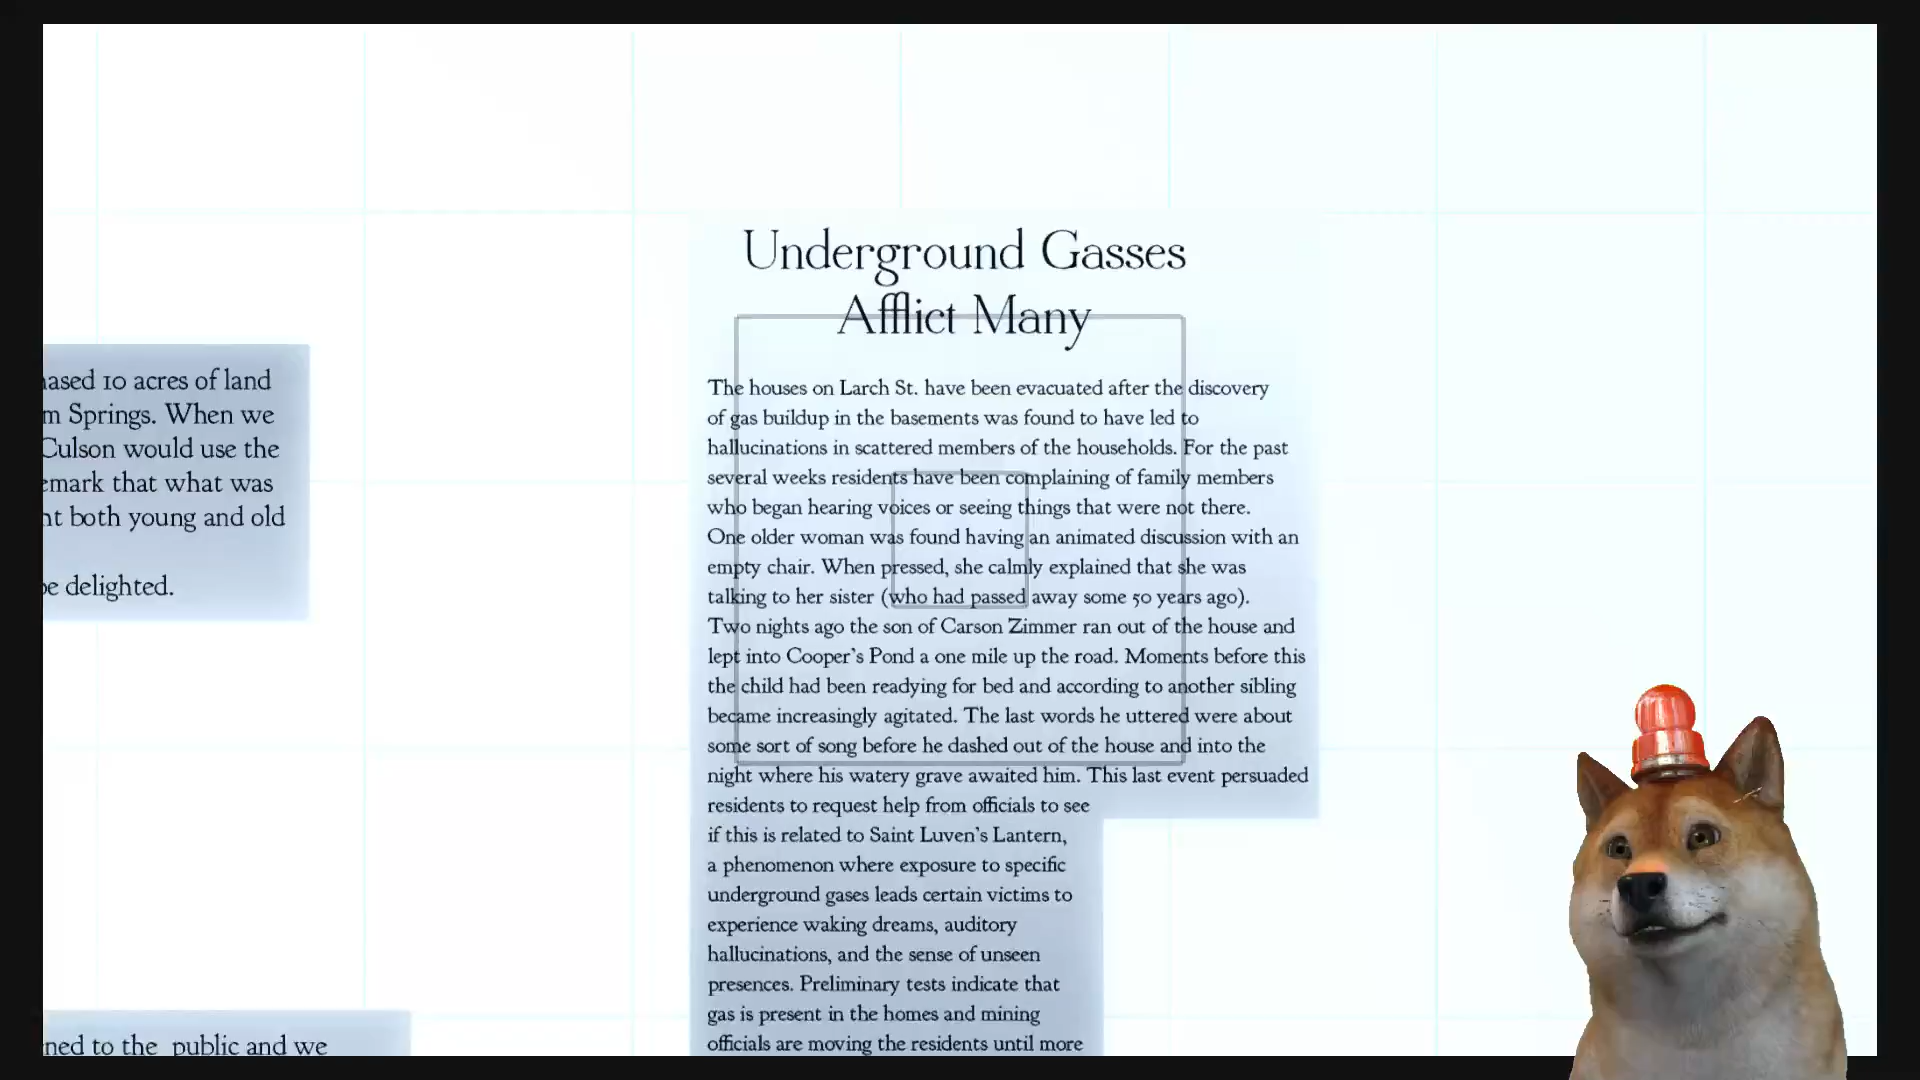 Underground Gasses
Afflict Many
The houses on Larch St. have been evacuated after the discovery
of gas buildup in the basements was found to have led to
hallucinations in scattered members of the households. For the past
several weeks residents have been complaining of family members
who began hearing voices or seeing things that were not there.
One older woman was found having an animated discussion with an
empty chair. When pressed, she calmly explained that she was
talking to her sister (who had passed away some 50 years ago).
Two nights ago the son of Carson Zimmer ran out of the house and
lept into Cooper's Pond a one mile up the road. Moments before this
the child had been readying for bed and according to another sibling
became increasingly agitated. The last words he uttered were about
some sort of song before he dashed out of the house and into the
night where his watery grave awaited him. This last event persuaded
residents to request help from officials to see
if this is related to Saint Luven's Lantern,
a phenomenon where exposure to specific
underground gases leads certain victims to
experience waking dreams, auditory
hallucinations, and the sense of unseen
presences. Preliminary tests indicate that
gas is present in the homes and mining
officials are moving the residents until more
10 acres of land
Springs. When we
Culson would use the
that what was
both young and old
delighted.
to the public and we